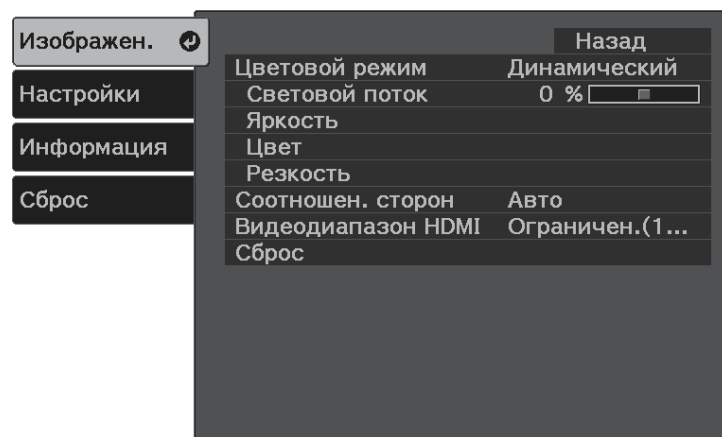 Изображен.
Настройки
Информация
Сброс
Назад
Цветовой режим Динамический
Световой поток 0 %
Яркость
Цвет
Резкость
Соотношен. сторон Авто
Видеодиапазон HDMI Ограничен.(1...
Сброс